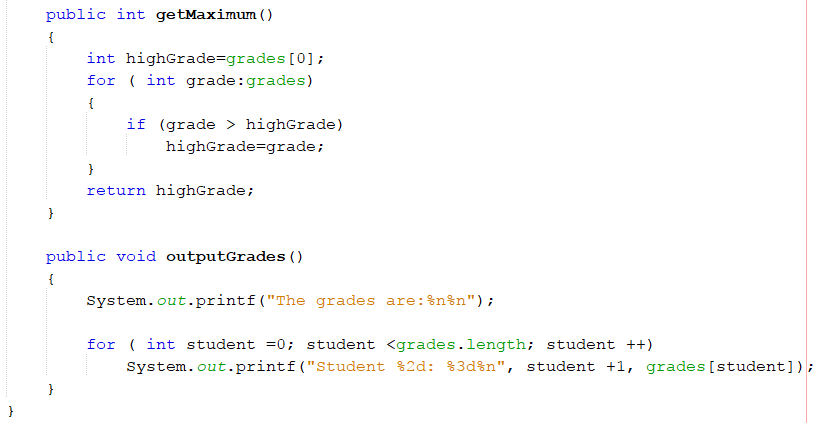 public int getMaximum()
{
int highGrade=grades[0];
for ( int grade:grades)
{
if (grade > highGrade)
highGrade=grade;
}
return highGrade;
}
public void outputGrades()
{
System.out.printf("The grades are:%n%n");
for ( int student =0; student <grades.length; student ++)
System.out.printf("Student %2d: %3d%n", student +1, grades[student]);
}
}